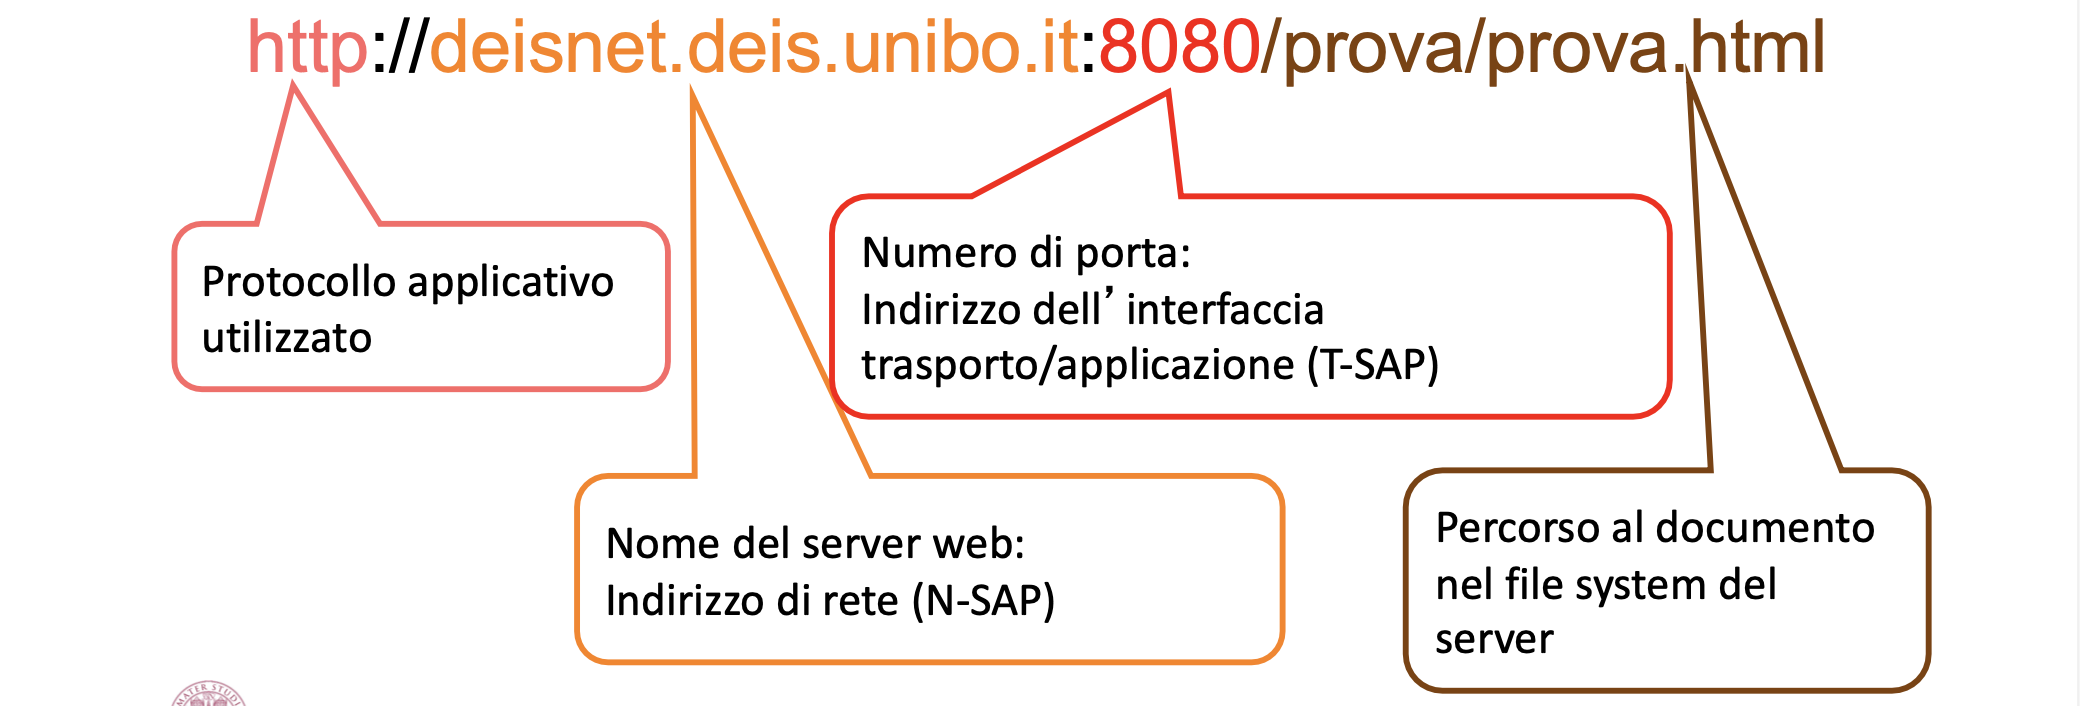 http://deisnet.deis.unibo.it:8080/prova/prova.html
Protocollo applicativo
utilizzato
Numero di porta:
Indirizzo dell’ interfaccia
trasporto/applicazione (T-SAP)
Nome del server web:
Indirizzo di rete (N-SAP)
Percorso al documento
nel file system del
server